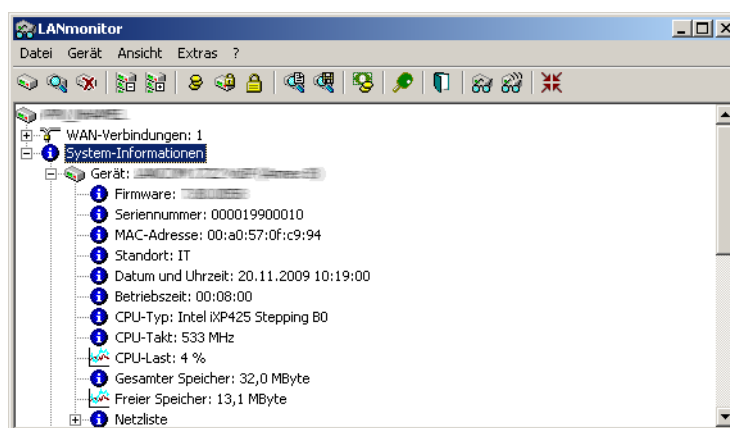 LANmonitor
Datei Gerät Ansicht Extras ?
WAN-Verbindungen: 1
System-Informationen
Gerät:
Firmware:
Seriennummer: 000019900010
MAC-Adresse: 00:a0:57:0f:c9:94
Standort: IT
Datum und Uhrzeit: 20.11.2009 10:19:00
Betriebszeit: 00:08:00
CPU-Typ: Intel iXP425 Stepping B0
CPU-Takt: 533 MHz
CPU-Last: 4 %
Gesamter Speicher: 32,0 MByte
Freier Speicher: 13,1 MByte
Netzliste